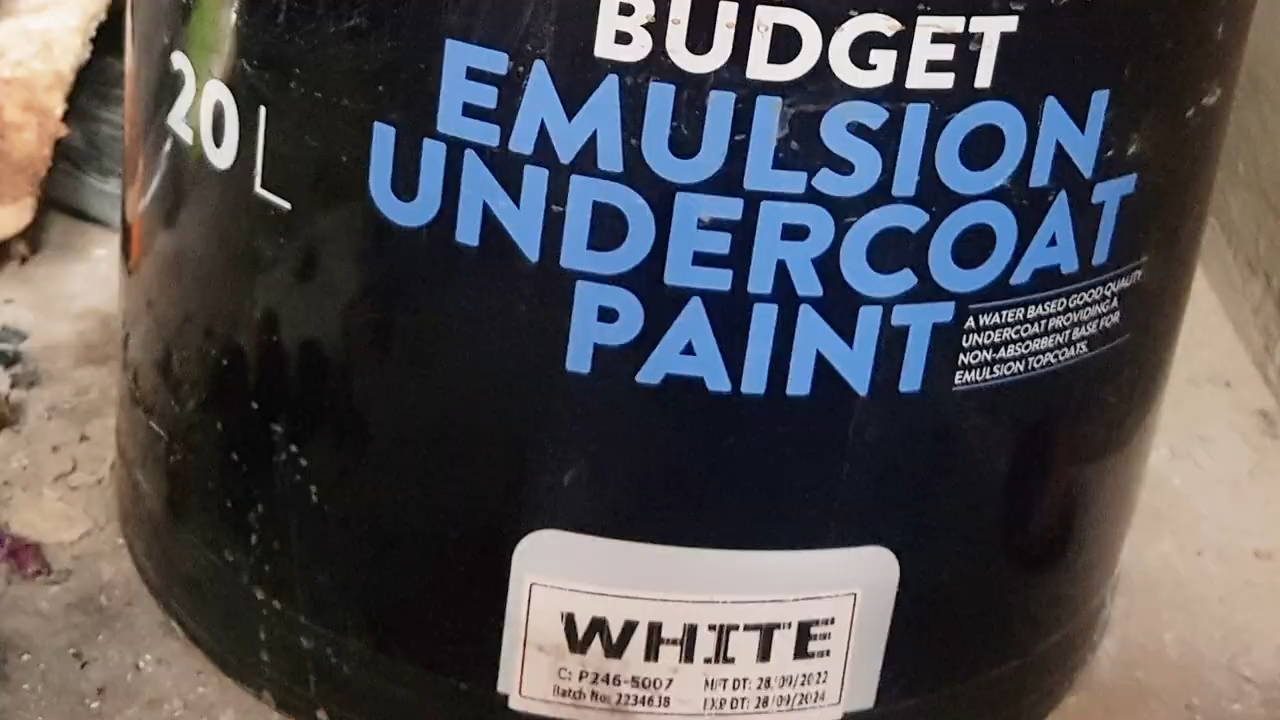 BUDGET
EMULSION
UNDERCOAT
PAINT
20 L
A WATER BASED GOOD QUALITY
UNDERCOAT PROVIDING A
NON-ABSORBENT BASE FOR
EMULSION TOPCOATS.
WHITE
C: P246-5007
Batch No: 2234638
MFT DT: 28/09/2022
EXP DT: 28/09/2024